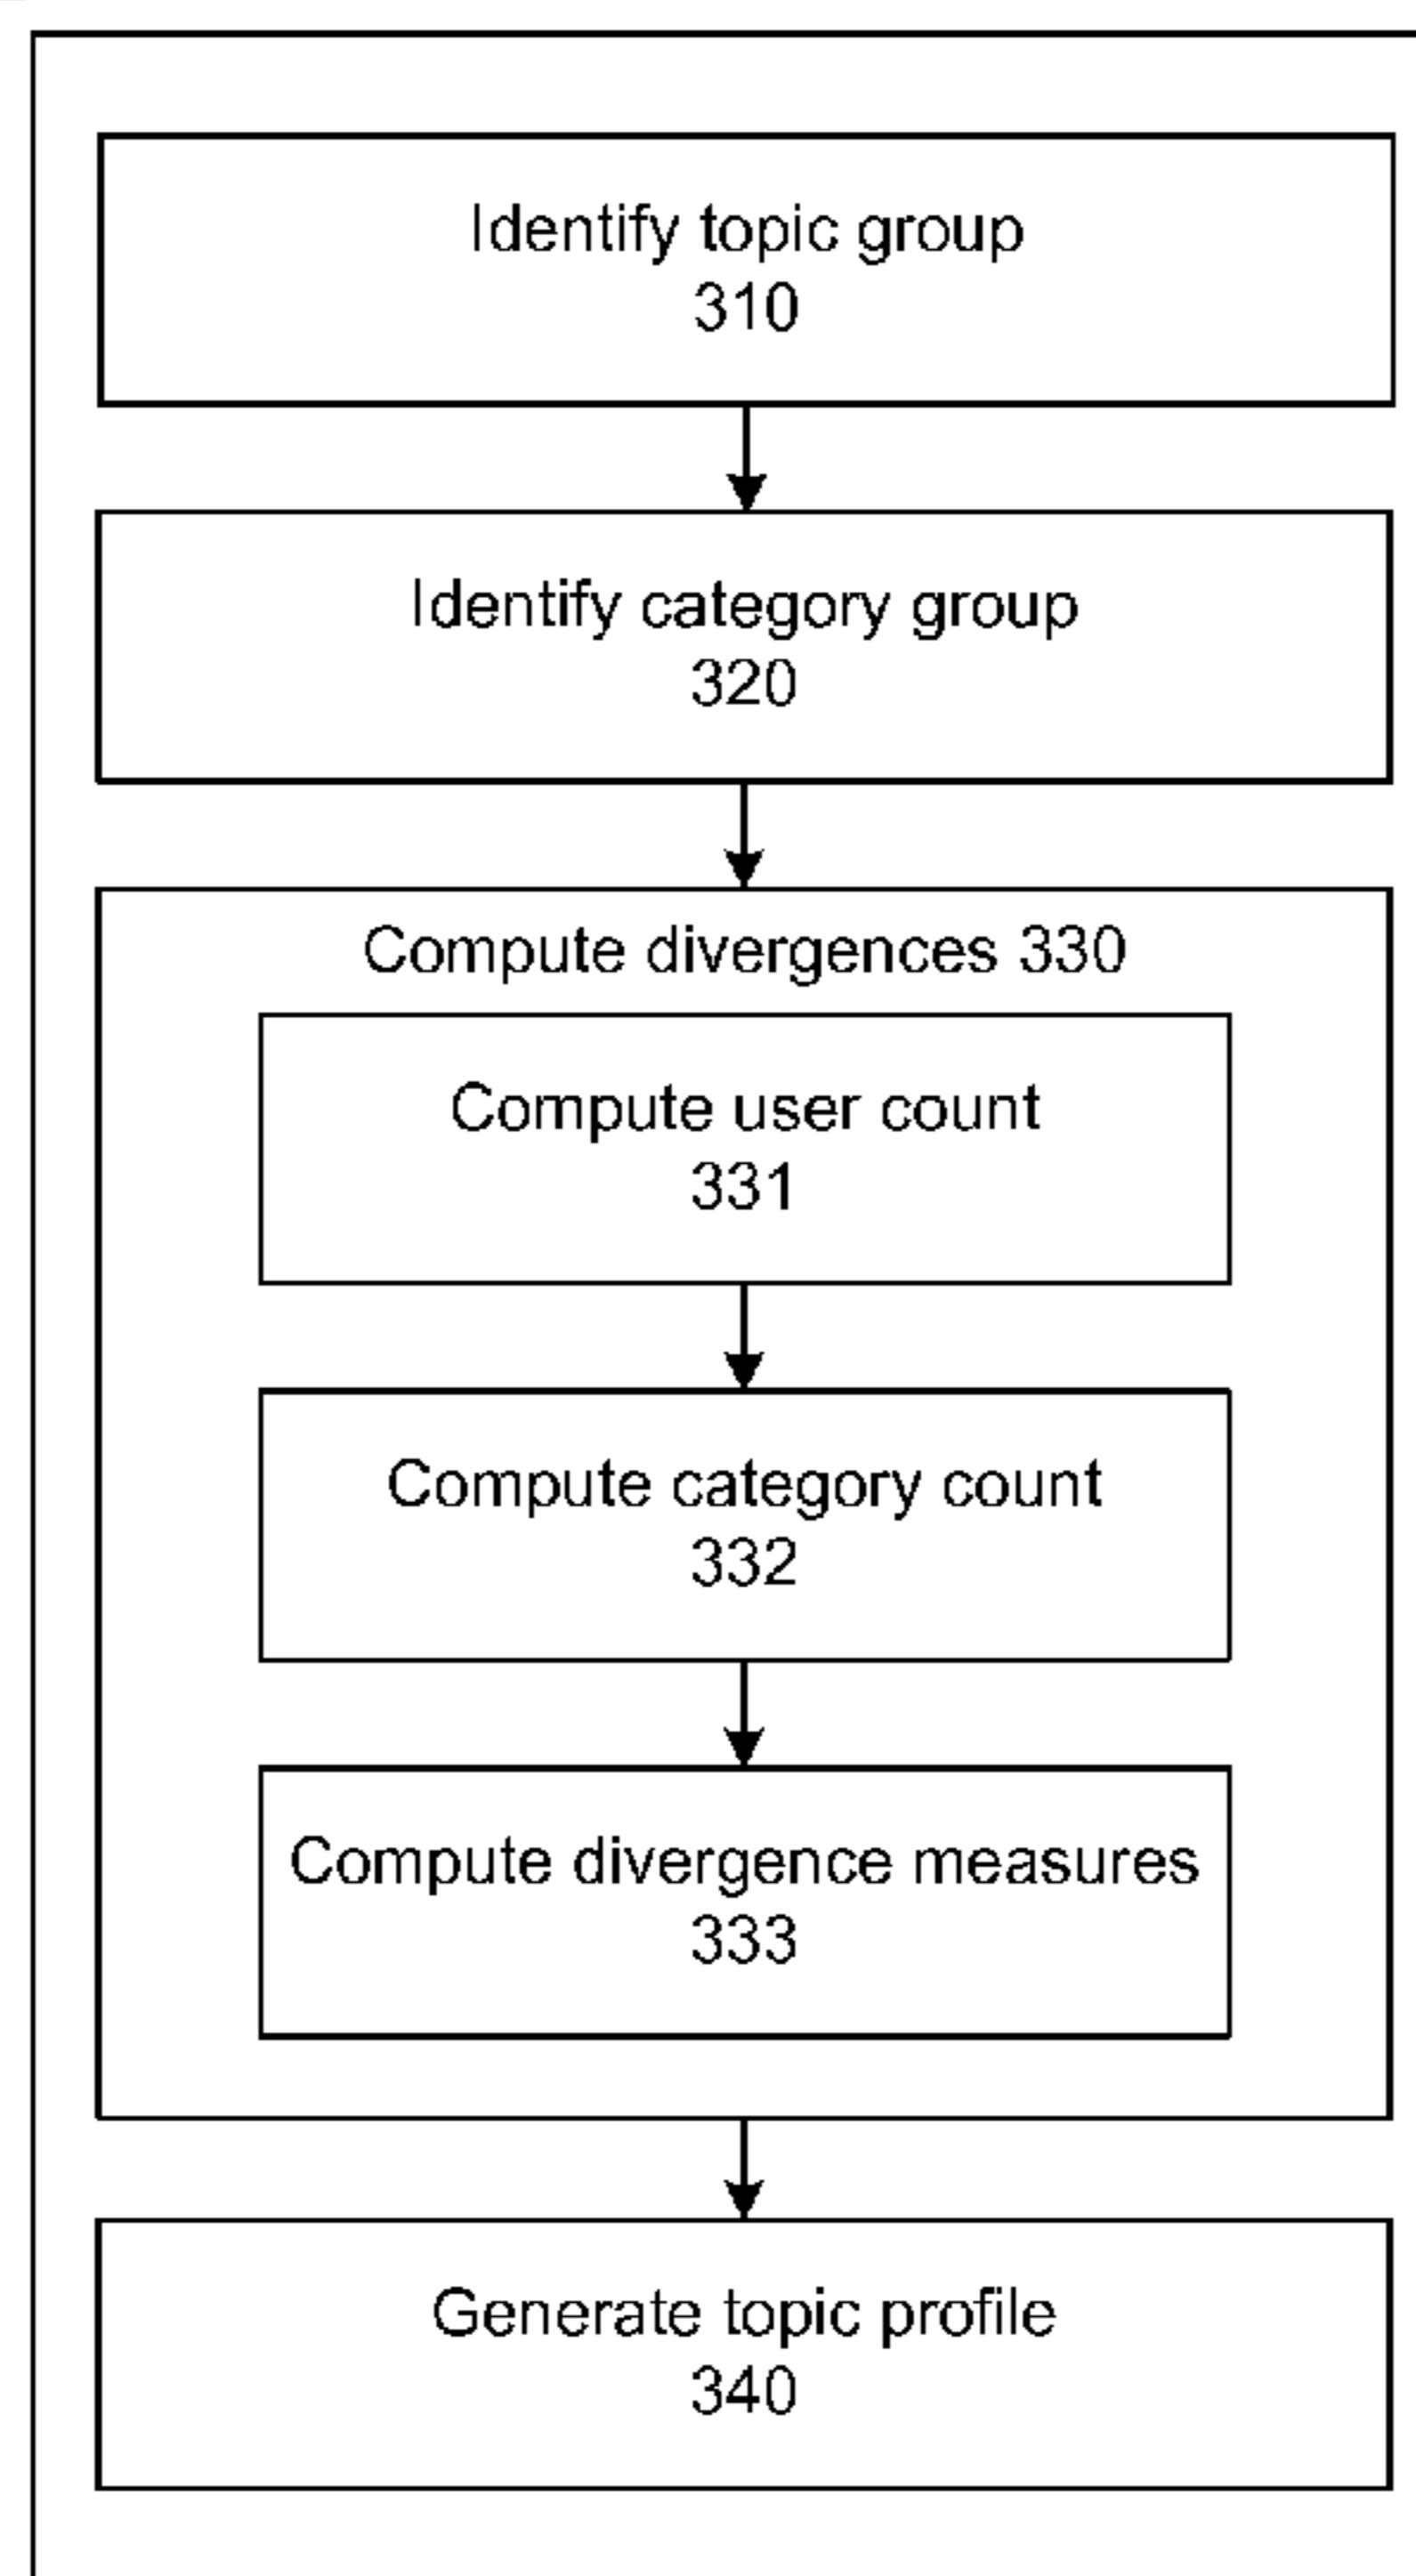 Identify topic group
310
Identify category group
320
Compute divergences 330
Compute user count
331
Compute category count
332
Compute divergence measures
333
Generate topic profile
340